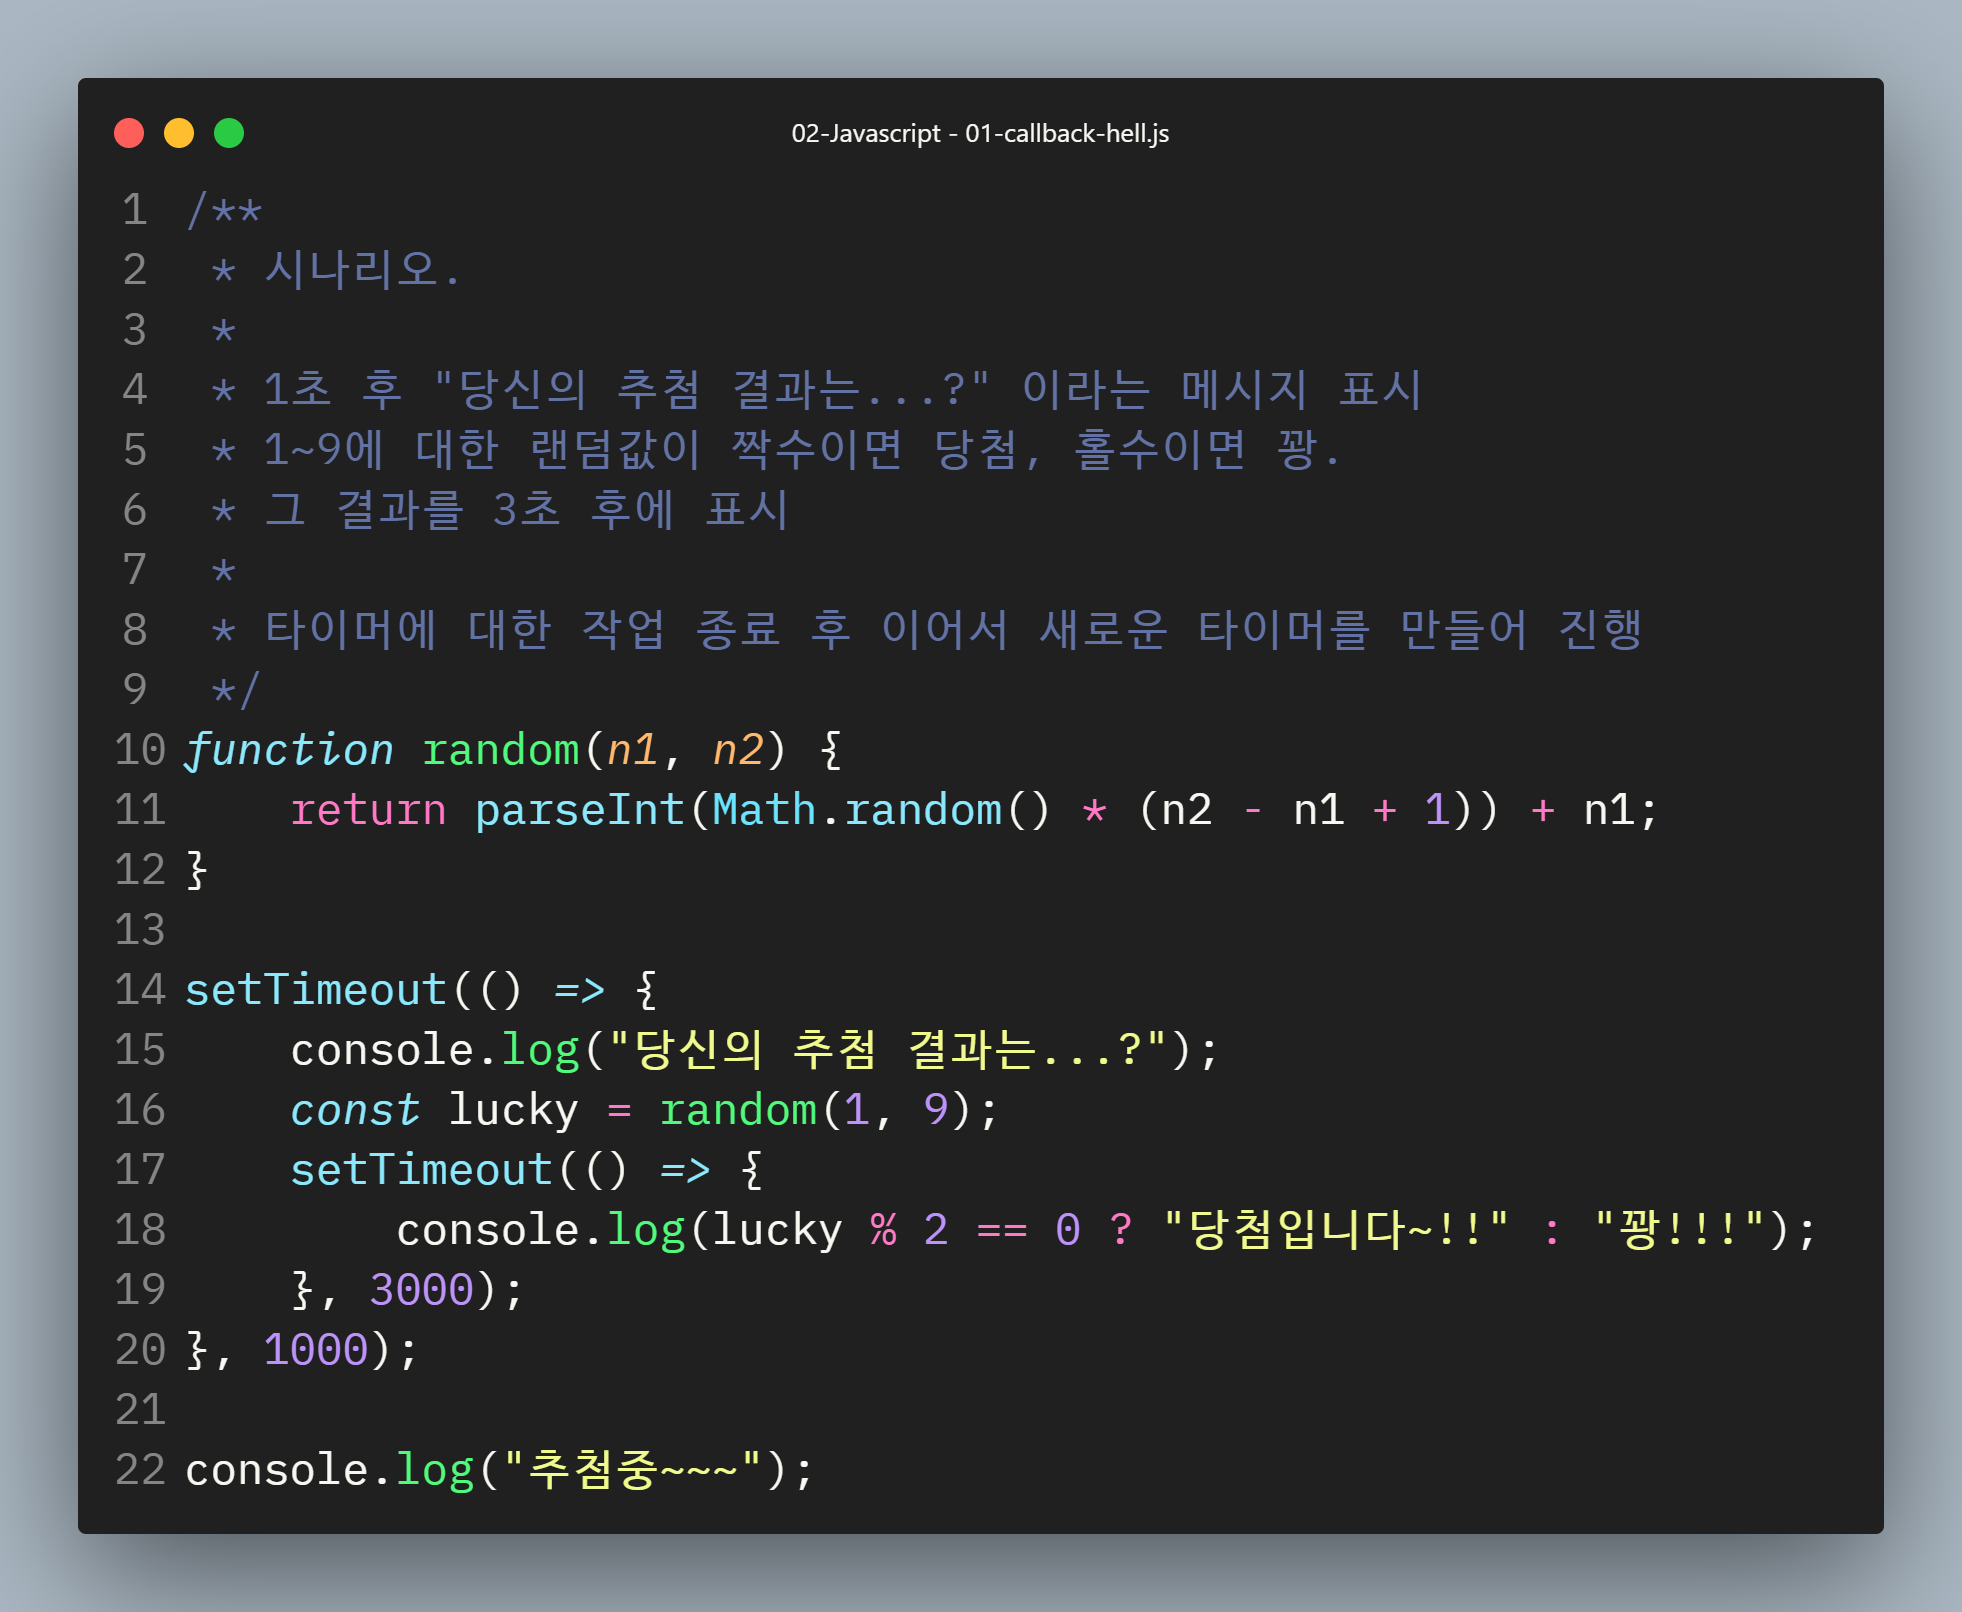 02-Javascript - 01-callback-hell.js
1 /**
2  * 시나리오.
3  *
4  * 1초 후 "당신의 추첨 결과는...?" 이라는 메시지 표시
5  * 1~9에 대한 랜덤값이 짝수이면 당첨, 홀수이면 꽝.
6  * 그 결과를 3초 후에 표시
7  *
8  * 타이머에 대한 작업 종료 후 이어서 새로운 타이머를 만들어 진행
9  */
10 function random(n1, n2) {
11     return parseInt(Math.random() * (n2 - n1 + 1)) + n1;
12 }
13
14 setTimeout(() => {
15     console.log("당신의 추첨 결과는...?");
16     const lucky = random(1, 9);
17     setTimeout(() => {
18         console.log(lucky % 2 == 0 ? "당첨입니다~!!" : "꽝!!!");
19     }, 3000);
20 }, 1000);
21
22 console.log("추첨중~~~");